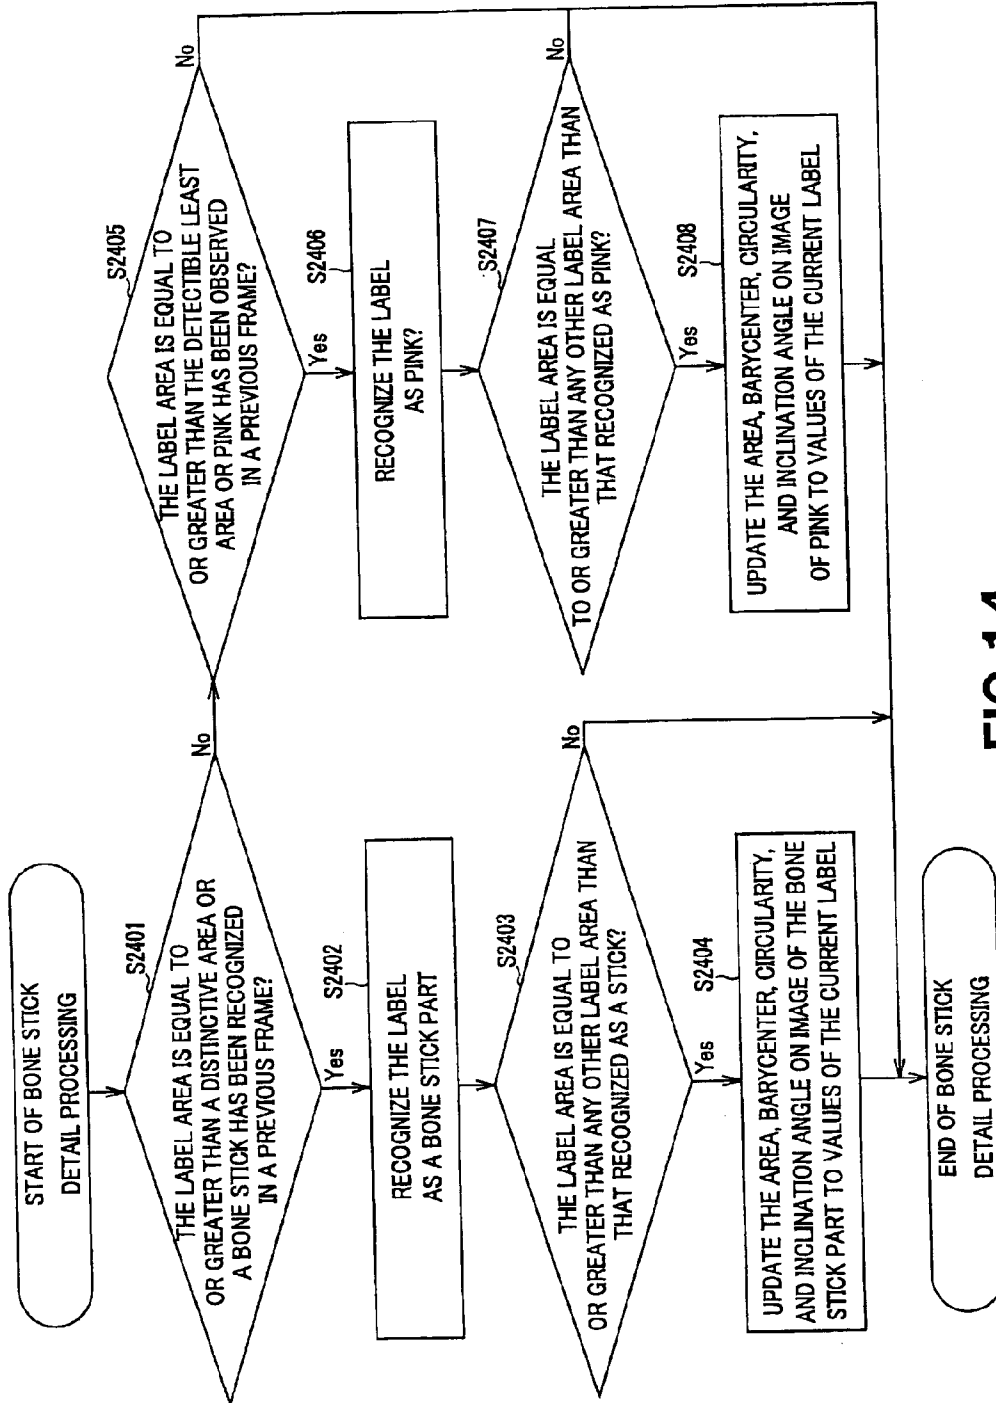 START OF BONE STICK
DETAIL PROCESSING
S2401
THE LABEL AREA IS EQUAL TO
OR GREATER THAN A DISTINCTIVE AREA OR
A BONE STICK HAS BEEN RECOGNIZED
IN A PREVIOUS FRAME?
No
Yes
S2402
RECOGNIZE THE LABEL
AS A BONE STICK PART
S2403
THE LABEL AREA IS EQUAL TO
OR GREATER THAN ANY OTHER LABEL AREA THAN
THAT RECOGNIZED AS A STICK?
No
Yes
S2404
UPDATE THE AREA, BARYCENTER, CIRCULARITY,
AND INCLINATION ANGLE ON IMAGE OF THE BONE
STICK PART TO VALUES OF THE CURRENT LABEL
END OF BONE STICK
DETAIL PROCESSING
S2405
THE LABEL AREA IS EQUAL TO
OR GREATER THAN THE DETECTIBLE LEAST
AREA OR PINK HAS BEEN OBSERVED
IN A PREVIOUS FRAME?
No
Yes
S2406
RECOGNIZE THE LABEL
AS PINK?
S2407
THE LABEL AREA IS EQUAL
TO OR GREATER THAN ANY OTHER LABEL AREA THAN
THAT RECOGNIZED AS PINK?
No
Yes
S2408
UPDATE THE AREA, BARYCENTER, CIRCULARITY,
AND INCLINATION ANGLE ON IMAGE
OF PINK TO VALUES OF THE CURRENT LABEL